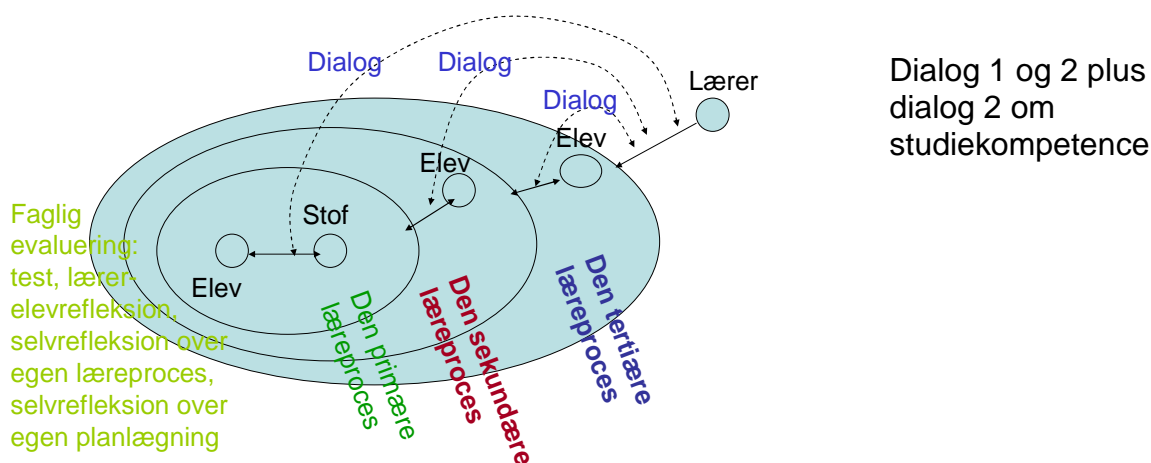 Dialog
Dialog
Dialog
Lærer
Dialog 1 og 2 plus
dialog 2 om
studiekompetence
Elev
Elev
Stof
Elev
Faglig
evaluering:
test, lærer-
elevrefleksion,
selvrefleksion over
egen læreproces,
selvrefleksion over
egen planlægning
Den primære
læreproces
Den sekundære
læreproces
Den tertiære
læreproces